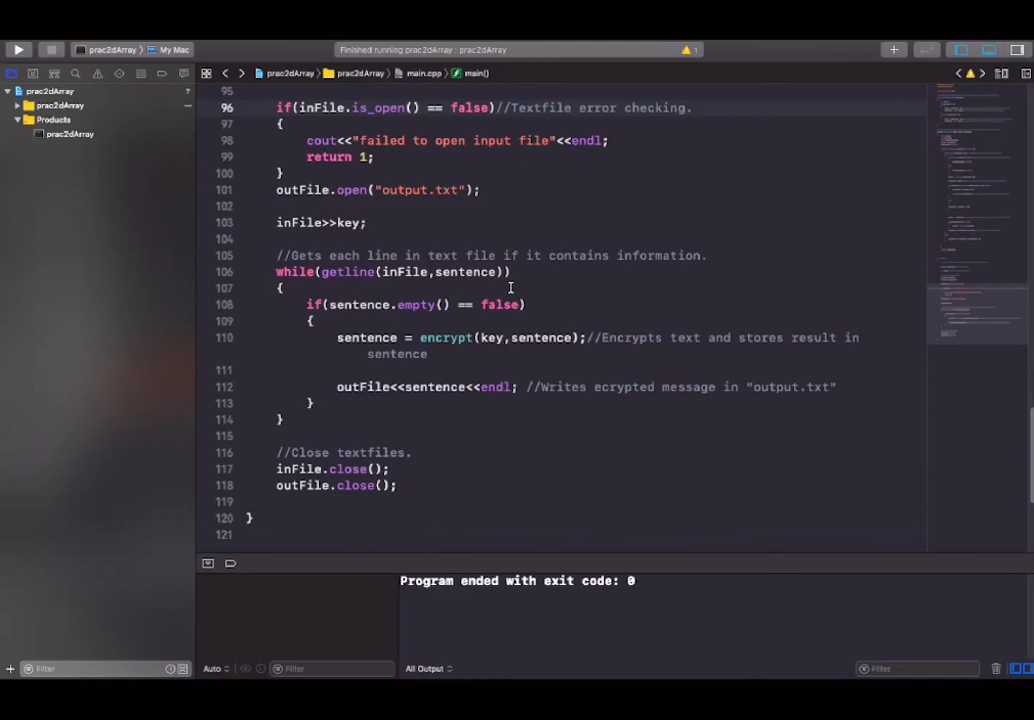 prac2dArray My Mac
Finished running prac2dArray : prac2dArray
1
prac2dArray prac2dArray main.cpp main()
prac2dArray
prac2dArray
Products
prac2dArray
95
96 if(inFile.is_open() == false)//Textfile error checking.
97 {
98 cout<<"failed to open input file"<<endl;
99 return 1;
100 }
101 outFile.open("output.txt");
102
103 inFile>>key;
104
105 //Gets each line in text file if it contains information.
106 while(getline(inFile,sentence))
107 {
108 if(sentence.empty() == false)
109 {
110 sentence = encrypt(key,sentence);//Encrypts text and stores result in
sentence
111
112 outFile<<sentence<<endl; //Writes ecrypted message in "output.txt"
113 }
114 }
115
116 //Close textfiles.
117 inFile.close();
118 outFile.close();
119
120 }
121
Program ended with exit code: 0
Filter Auto Filter All Output Filter